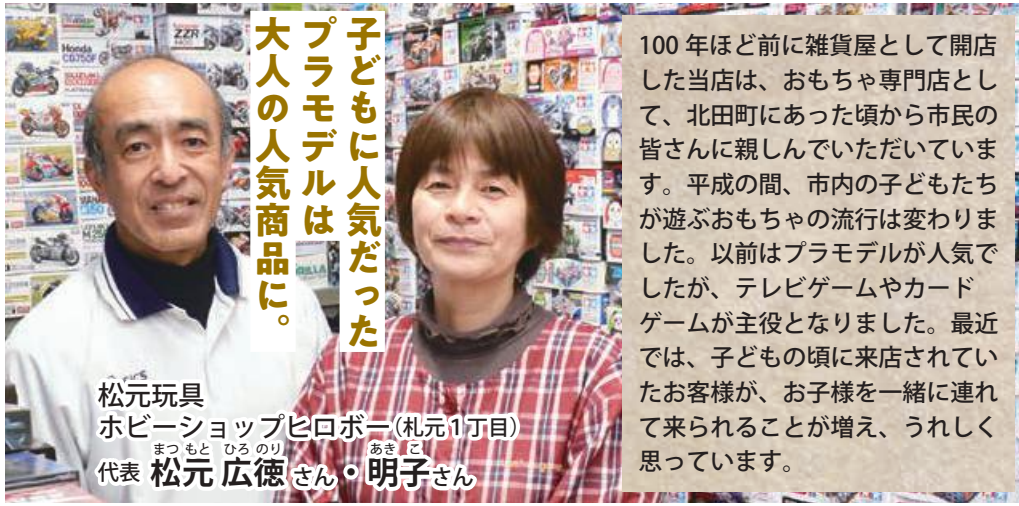 子どもに人気だった
プラモデルは
大人の人気商品に。
100年ほど前に雑貨屋として開店
した当店は、おもちゃ専門店とし
て、北田町にあった頃から市民の
皆さんに親しんでいただいていま
す。平成の間、市内の子どもたち
が遊ぶおもちゃの流行は変わりま
した。以前はプラモデルが人気で
したが、テレビゲームやカード
ゲームが主役となりました。最近
では、子どもの頃に来店されてい
たお客様が、お子様を一緒に連れ
て来られることが増え、うれしく
思っています。
松元玩具
ホビーショップヒロボー(札元1丁目)
まつ もと ひろ のり あき こ
代表 松元 広徳さん・明子さん
ZZR
Honda
CB750F